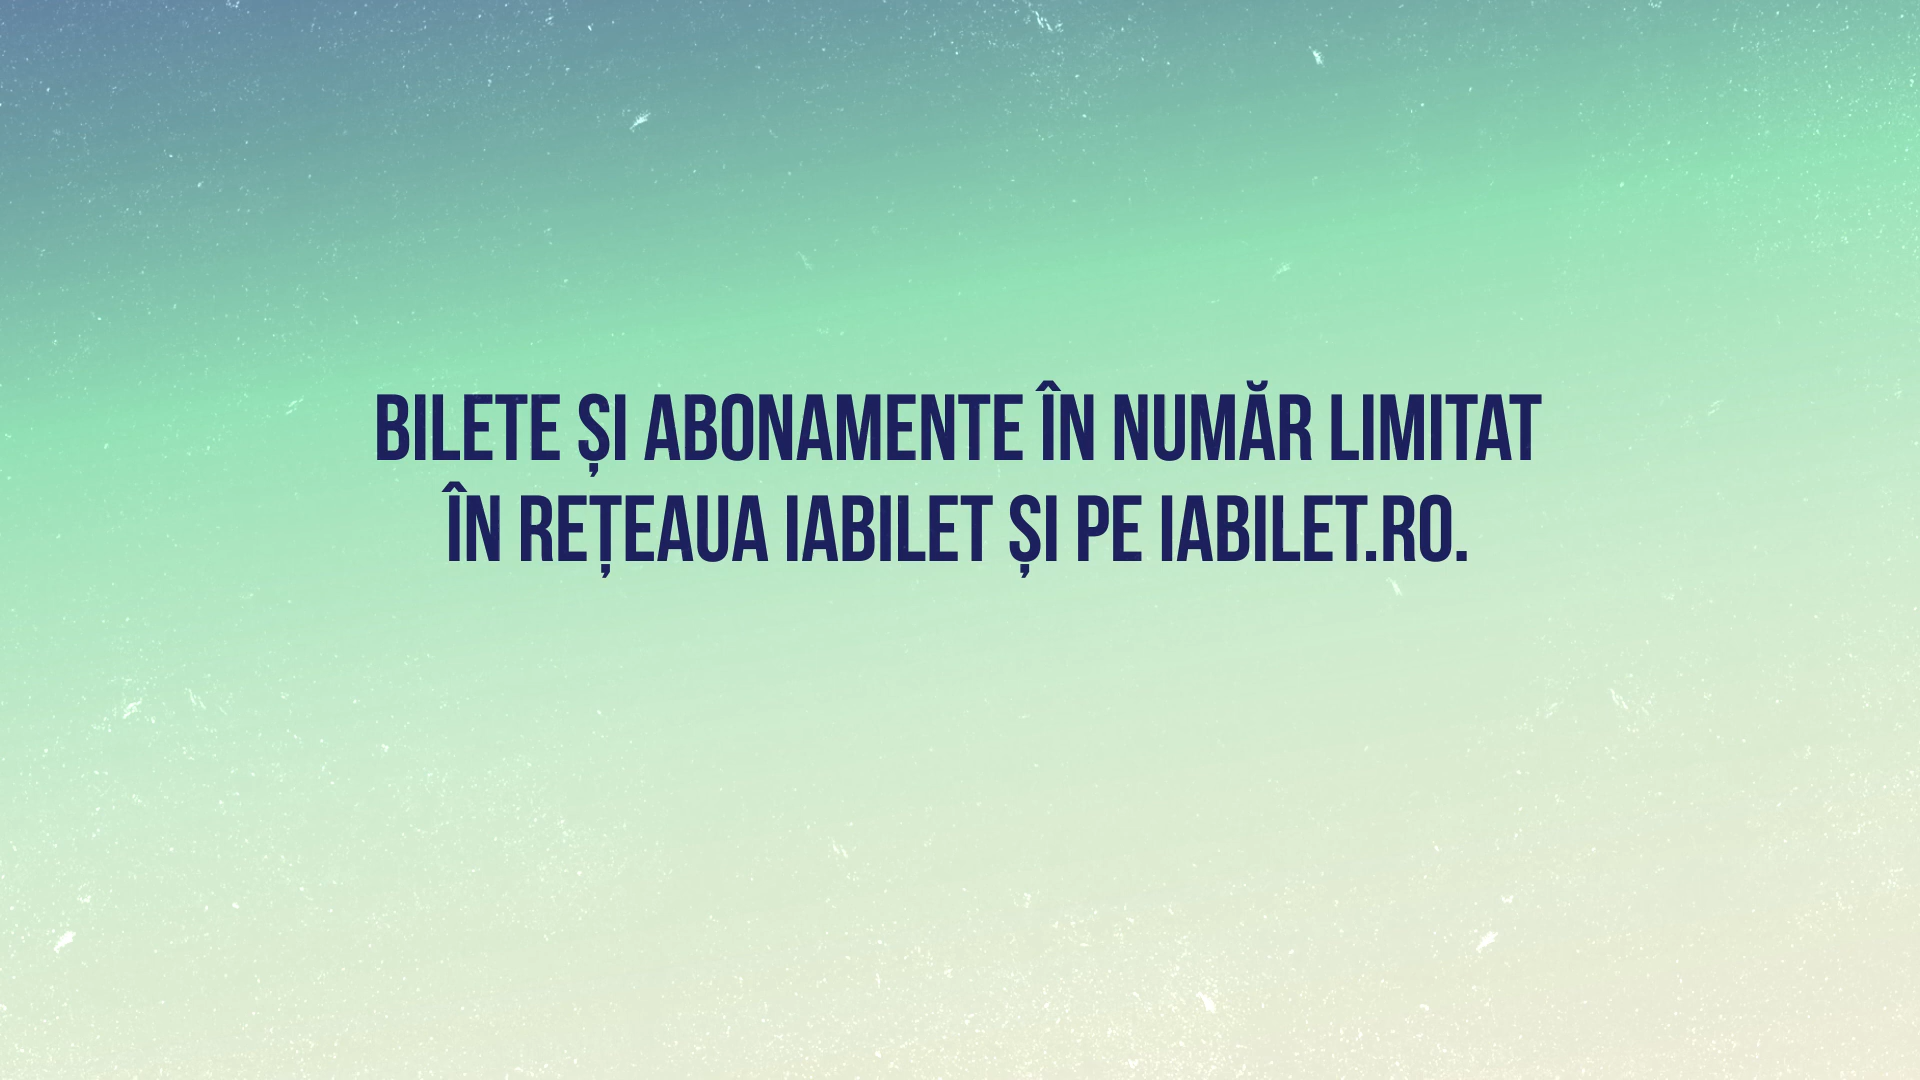 BILETE ȘI ABONAMENTE ÎN NUMĂR LIMITAT
ÎN REȚEAUA IABILET ȘI PE IABILET.RO.